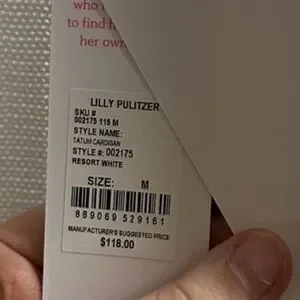 who
to find h
her own
LILLY PULITZER
SKU #
002175 115 M
STYLE NAME:
TATUM CARDIGAN
STYLE #: 002175
RESORT WHITE
SIZE: M
889069 529161
MANUFACTURER'S SUGGESTED PRICE
$118.00